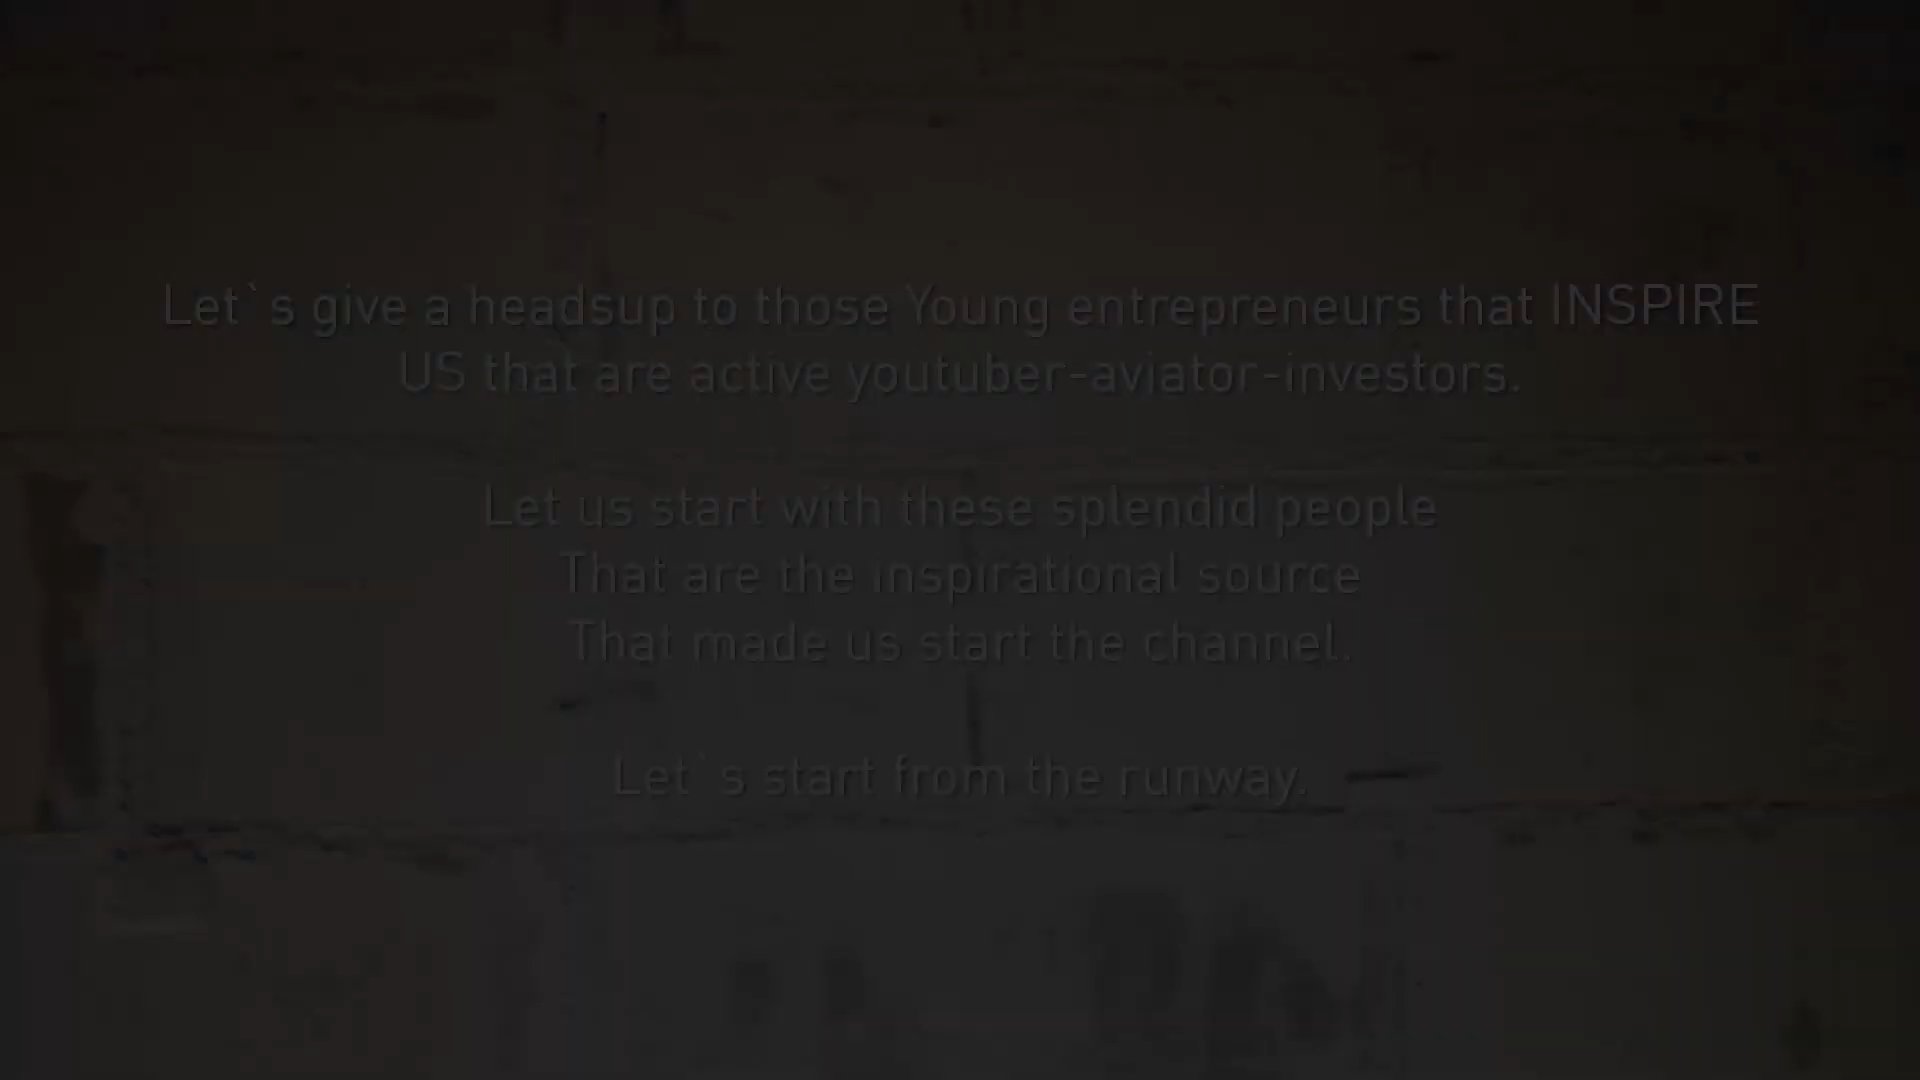 Let`s give a headsup to those Young entrepreneurs that INSPIRE
US that are active youtuber-aviator-investors.
Let us start with these splendid people
That are the inspirational source
That made us start the channel.
Let`s start from the runway.